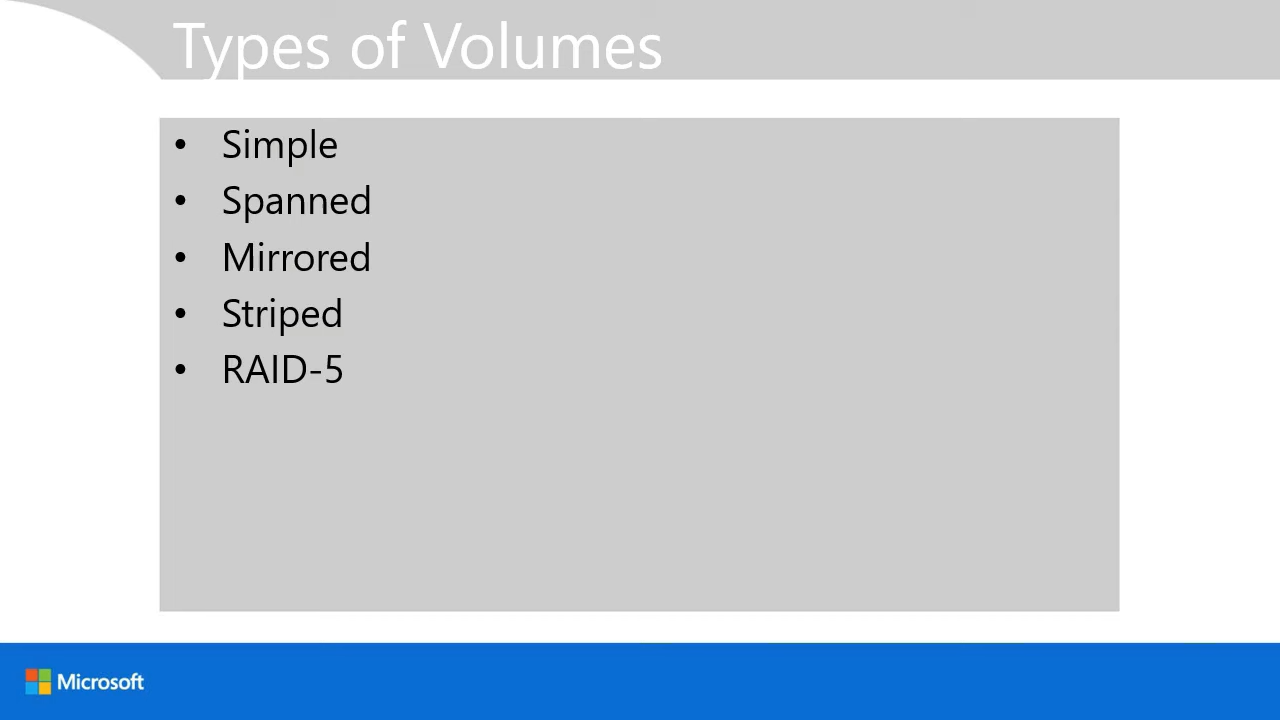 Types of Volumes
• Simple
• Spanned
• Mirrored
• Striped
• RAID-5
Microsoft